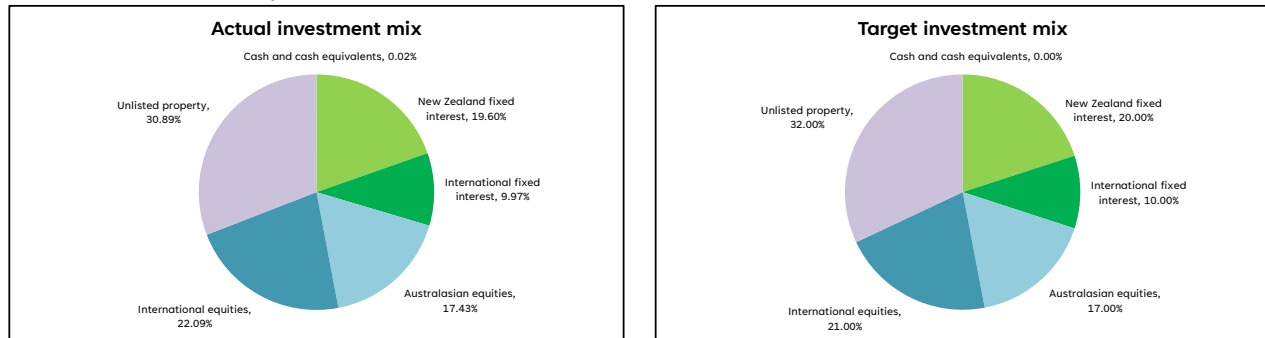 Actual investment mix
Cash and cash equivalents, 0.02%
Unlisted property,
30.89%
New Zealand fixed
interest, 19.60%
International fixed
interest, 9.97%
Australasian equities,
17.43%
International equities,
22.09%
Target investment mix
Cash and cash equivalents, 0.00%
Unlisted property,
32.00%
New Zealand fixed
interest, 20.00%
International fixed
interest, 10.00%
Australasian equities,
17.00%
International equities,
21.00%